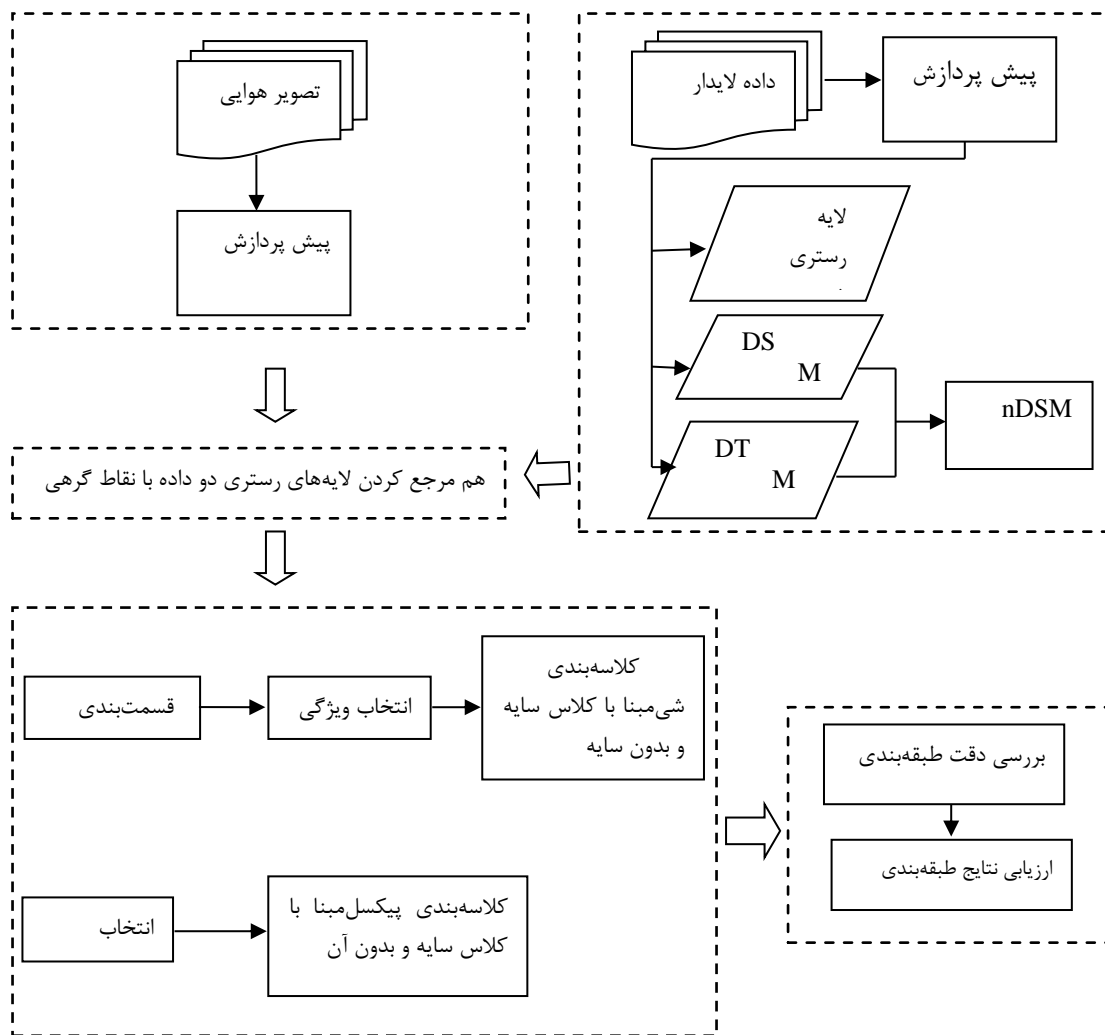 تصویر هوایی
پیش پردازش
داده لایدار
پیش پردازش
لایه
رستری
DS
M
DT
M
nDSM
هم مرجع کردن لایه‌های رستری دو داده با نقاط گرهی
قسمت‌بندی
انتخاب ویژگی
کلاسه‌بندی
شی‌مبنا با کلاس سایه
و بدون سایه
انتخاب
کلاسه‌بندی پیکسل‌مبنا با
کلاس سایه و بدون آن
بررسی دقت طبقه‌بندی
ارزیابی نتایج طبقه‌بندی